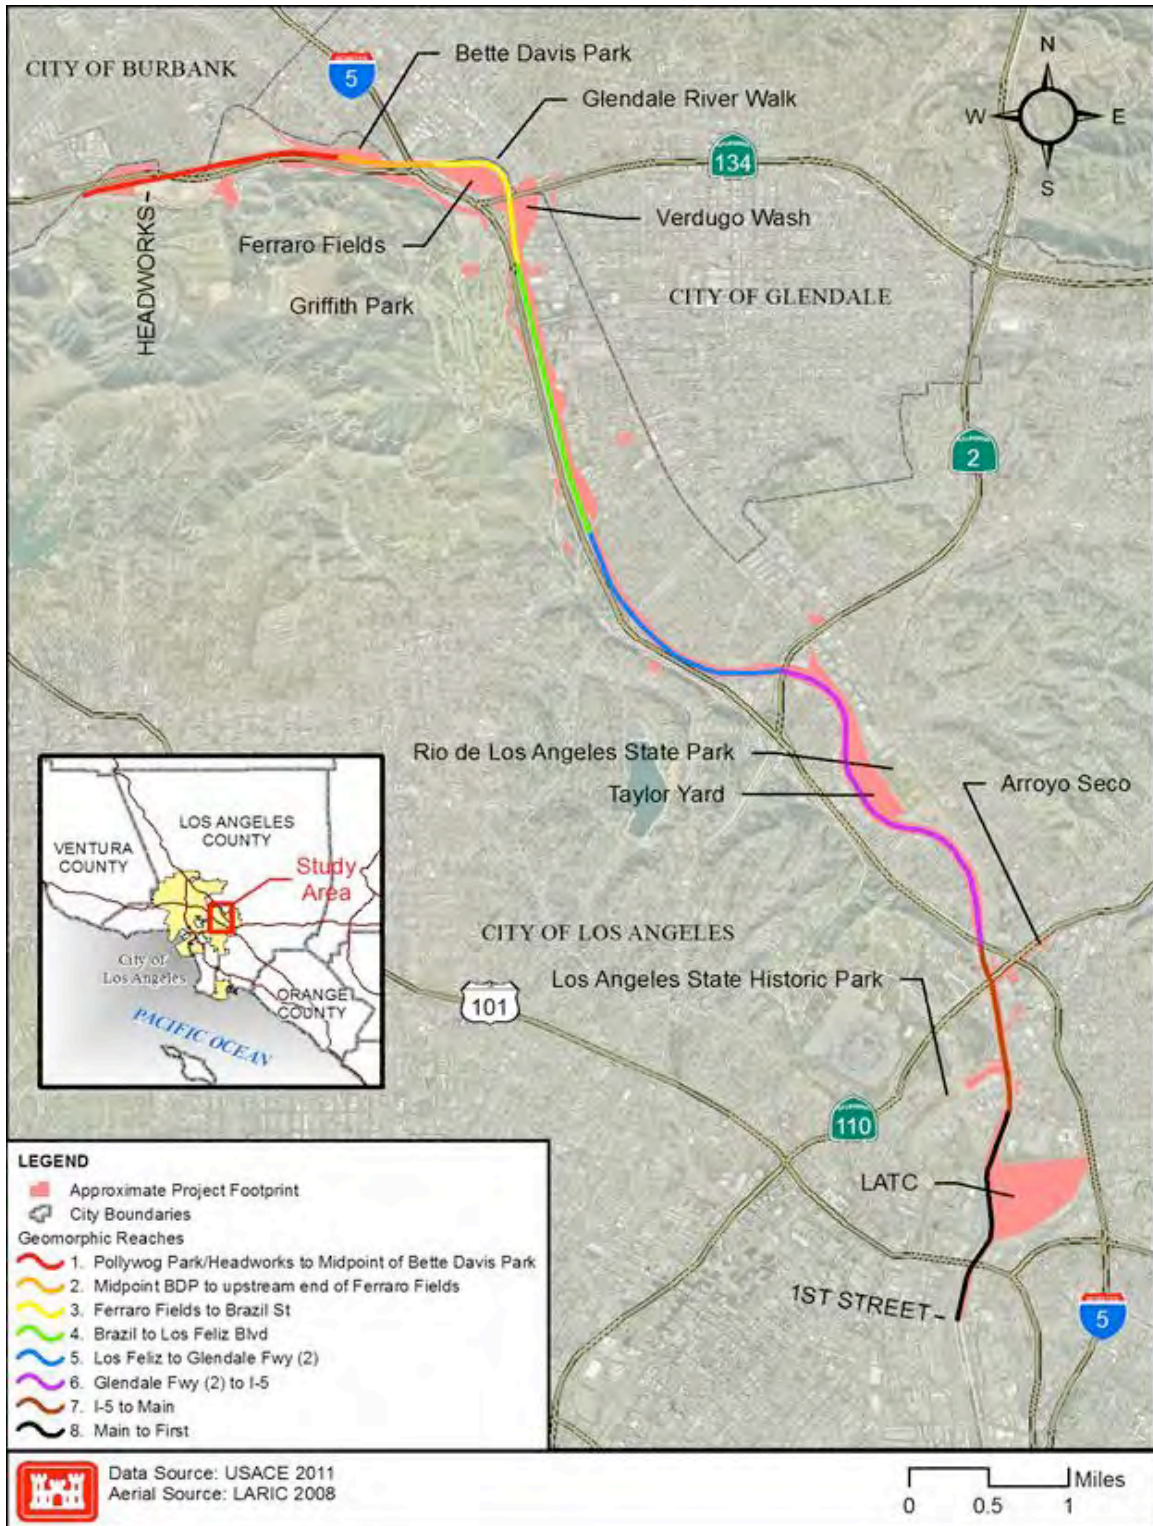 CITY OF BURBANK
5
Bette Davis Park
Glendale River Walk
N
W
E
S
134
HEADWORKS
Ferraro Fields
Verdugo Wash
Griffith Park
CITY OF GLENDALE
2
Rio de Los Angeles State Park
Taylor Yard
Arroyo Seco
CITY OF LOS ANGELES
Los Angeles State Historic Park
101
110
LATC
1ST STREET
5
VENTURA
COUNTY
LOS ANGELES
COUNTY
Study
Area
City of
Los Angeles
ORANGE
COUNTY
PACIFIC OCEAN
LEGEND
Approximate Project Footprint
City Boundaries
Geomorphic Reaches
1. Pollywog Park/Headworks to Midpoint of Bette Davis Park
2. Midpoint BDP to upstream end of Ferraro Fields
3. Ferraro Fields to Brazil St
4. Brazil to Los Feliz Blvd
5. Los Feliz to Glendale Fwy (2)
6. Glendale Fwy (2) to I-5
7. I-5 to Main
8. Main to First
Data Source: USACE 2011
Aerial Source: LARIC 2008
Miles
0 0.5 1